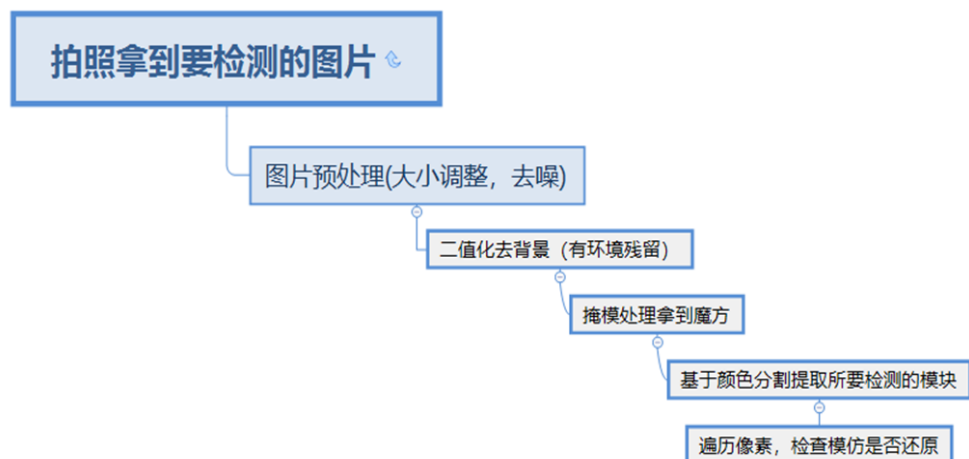 拍照拿到要检测的图片
图片预处理(大小调整，去噪)
二值化去背景（有环境残留）
掩模处理拿到魔方
基于颜色分割提取所要检测的模块
遍历像素，检查模仿是否还原